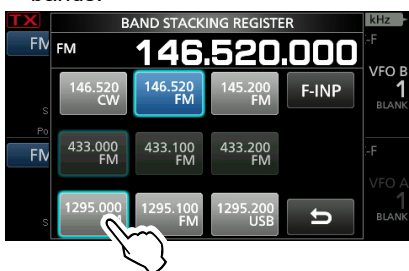 TX
BAND STACKING REGISTER
kHz
FM
FM
146.520.000
-F
VFO B
1
BLANK
146.520
CW
146.520
FM
145.200
FM
F-INP
S
Po
433.000
FM
433.100
FM
433.200
FM
FM
-F
VFO A
1
BLANK
1295.000
1295.100
FM
1295.200
USB
S